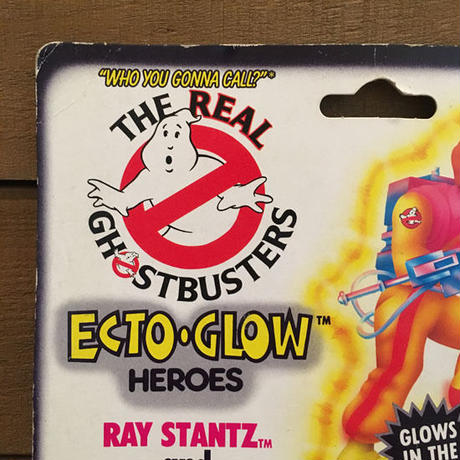 "WHO YOU GONNA CALL?"*
THE REAL
GHOSTBUSTERS
ECTO•GLOW™
HEROES
RAY STANTZ™
GLOWS
IN THE